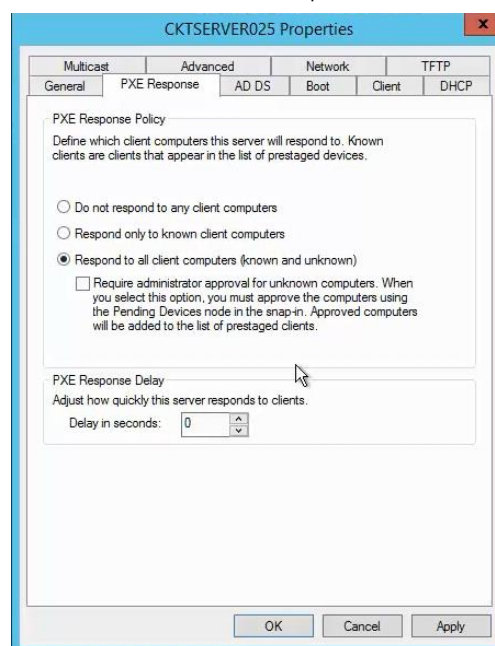 CKTSERVER025 Properties
x
Multicast Advanced Network TFTP
General PXE Response AD DS Boot Client DHCP
PXE Response Policy
Define which client computers this server will respond to. Known
clients are clients that appear in the list of prestaged devices.
Do not respond to any client computers
Respond only to known client computers
Respond to all client computers (known and unknown)
Require administrator approval for unknown computers. When
you select this option, you must approve the computers using
the Pending Devices node in the snap-in. Approved computers
will be added to the list of prestaged clients.
PXE Response Delay
Adjust how quickly this server responds to clients.
Delay in seconds: 0
OK Cancel Apply